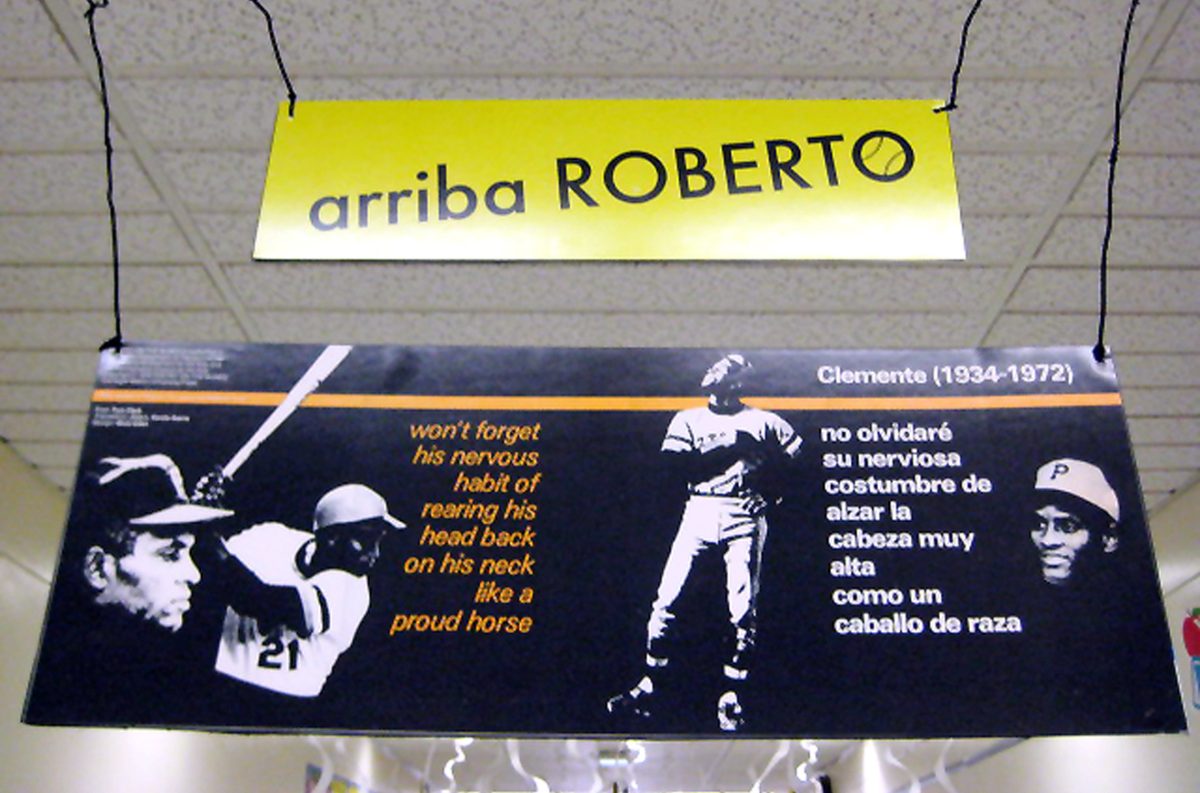 arriba ROBERTO
Clemente (1934-1972)
won't forget
his nervous
habit of
rearing his
head back
on his neck
like a
proud horse
no olvidaré
su nerviosa
costumbre de
alzar la
cabeza muy
alta
como un
caballo de raza
21
P